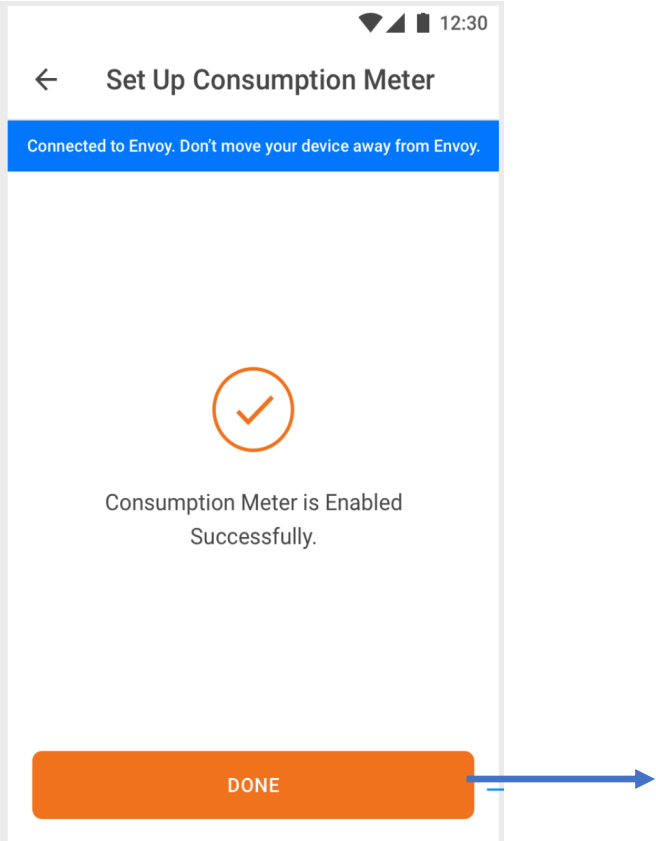 12:30
Set Up Consumption Meter
Connected to Envoy. Don't move your device away from Envoy.
Consumption Meter is Enabled
Successfully.
DONE